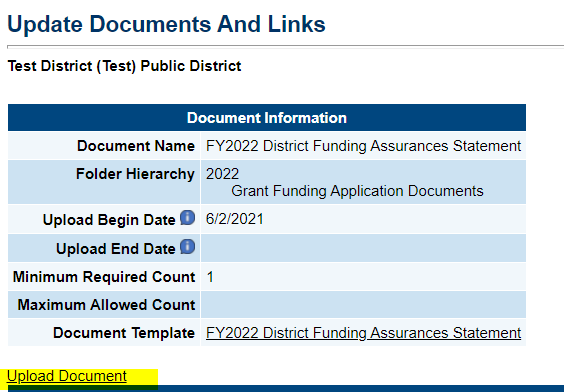 Update Documents And Links
Test District (Test) Public District
Document Information
Document Name FY2022 District Funding Assurances Statement
Folder Hierarchy 2022
Grant Funding Application Documents
Upload Begin Date i 6/2/2021
Upload End Date i
Minimum Required Count 1
Maximum Allowed Count
Document Template FY2022 District Funding Assurances Statement
Upload Document